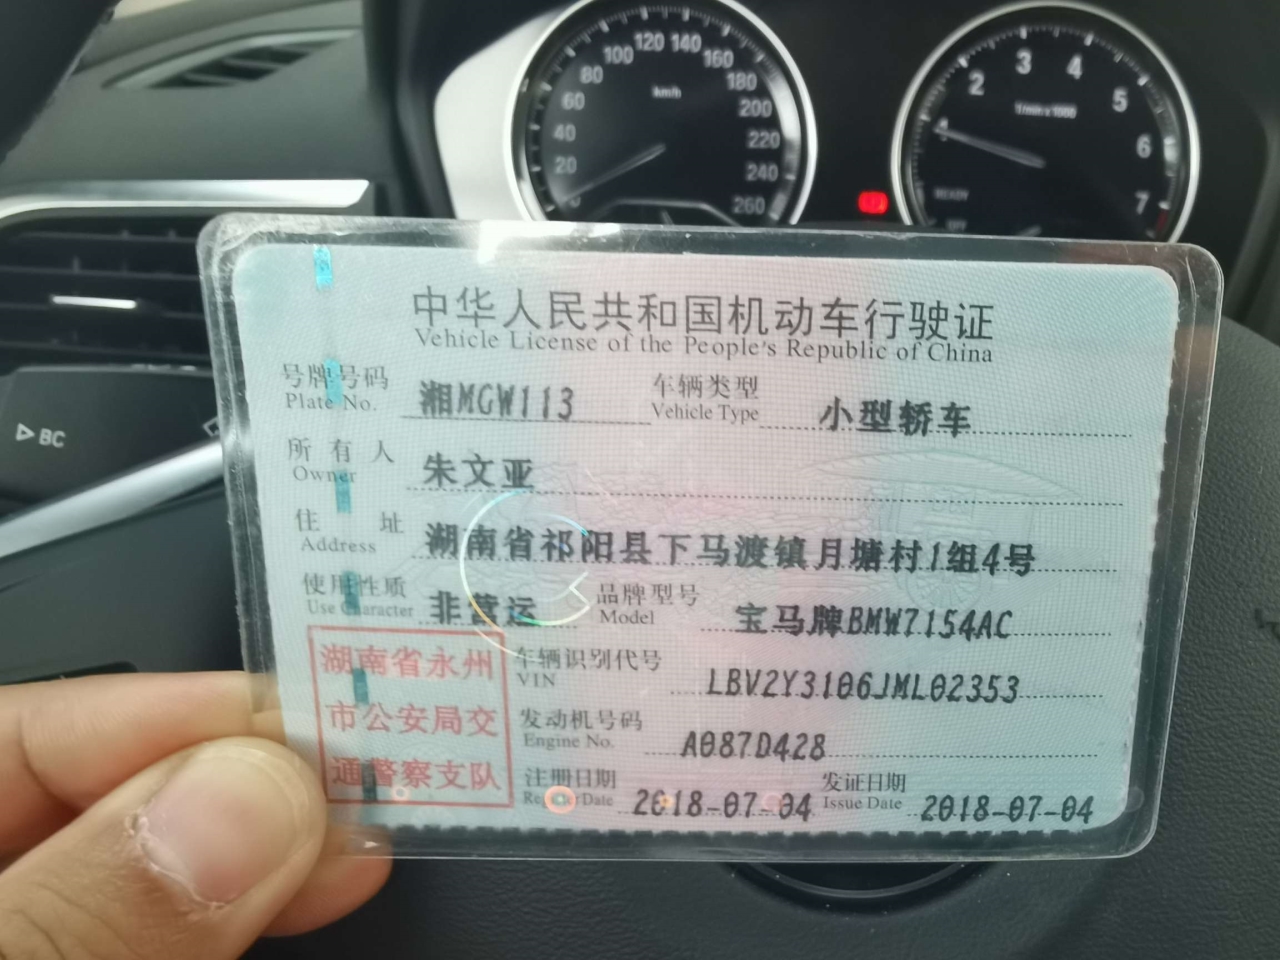 100 120 140 160
80 180
60 km/h 200
40 220
20 240
260
3 4
2 5
1/min x 1000
1 6
READY 7
BC
中华人民共和国机动车行驶证
Vehicle License of the People's Republic of China
号牌号码 湘MGW113 车辆类型 小型轿车
Plate No. Vehicle Type
所有人 朱文亚
Owner
住址 湖南省祁阳县下马渡镇月塘村1组4号
Address
使用性质 非营运 品牌型号 宝马牌BMW7154AC
Use Character Model
湖南省永州
市公安局交
通警察支队
车辆识别代号 LBV2Y3106JML02353
VIN
发动机号码 A087D428
Engine No.
注册日期 2018-07-04 发证日期 2018-07-04
Register Date Issue Date